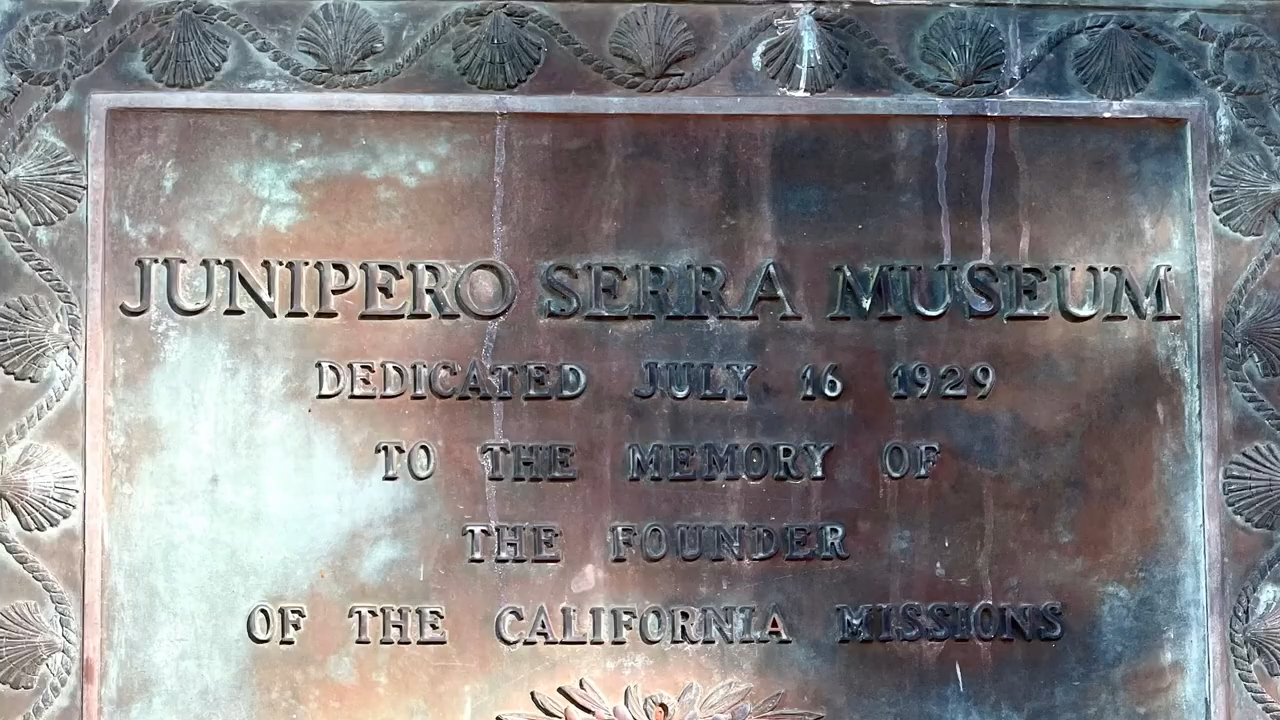 JUNIPERO SERRA MUSEUM
DEDICATED JULY 16 1929
TO THE MEMORY OF
THE FOUNDER
OF THE CALIFORNIA MISSIONS